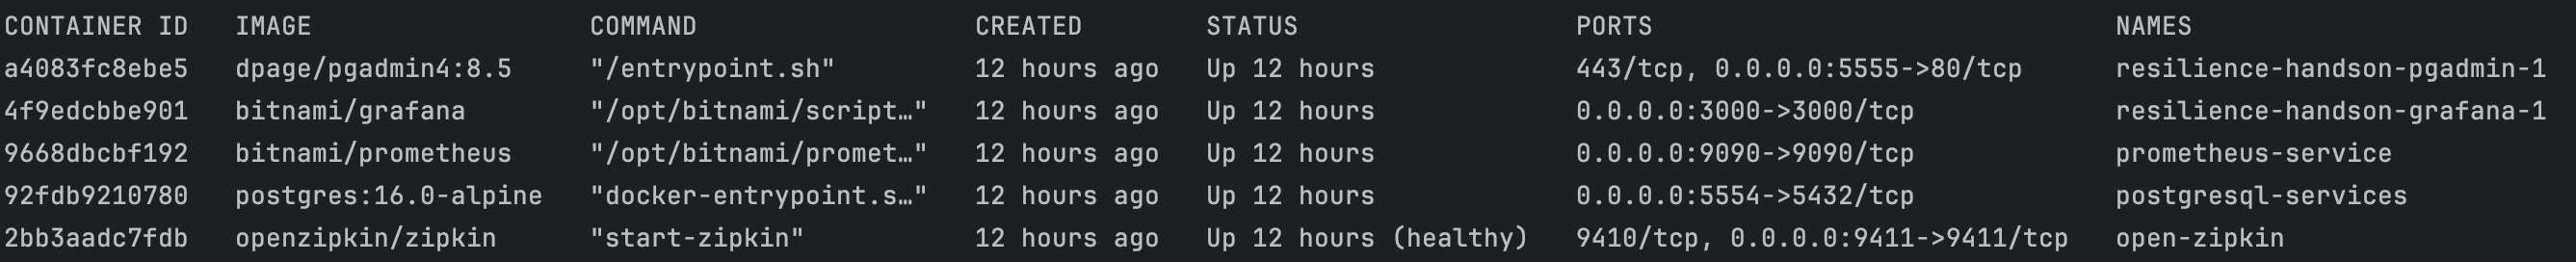 CONTAINER ID   IMAGE                  COMMAND                  CREATED        STATUS                  PORTS                              NAMES
a4083fc8ebe5   dpage/pgadmin4:8.5     "/entrypoint.sh"         12 hours ago   Up 12 hours             443/tcp, 0.0.0.0:5555->80/tcp      resilience-handson-pgadmin-1
4f9edcbbe901   bitnami/grafana        "/opt/bitnami/script…"   12 hours ago   Up 12 hours             0.0.0.0:3000->3000/tcp             resilience-handson-grafana-1
9668dbcbf192   bitnami/prometheus     "/opt/bitnami/promet…"   12 hours ago   Up 12 hours             0.0.0.0:9090->9090/tcp             prometheus-service
92fdb9210780   postgres:16.0-alpine   "docker-entrypoint.s…"   12 hours ago   Up 12 hours             0.0.0.0:5554->5432/tcp             postgresql-services
2bb3aadc7fdb   openzipkin/zipkin      "start-zipkin"           12 hours ago   Up 12 hours (healthy)   9410/tcp, 0.0.0.0:9411->9411/tcp   open-zipkin